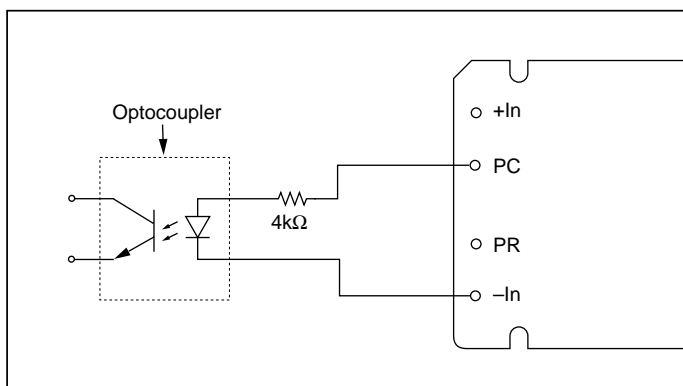 Optocoupler
4kΩ
+In
PC
PR
–In